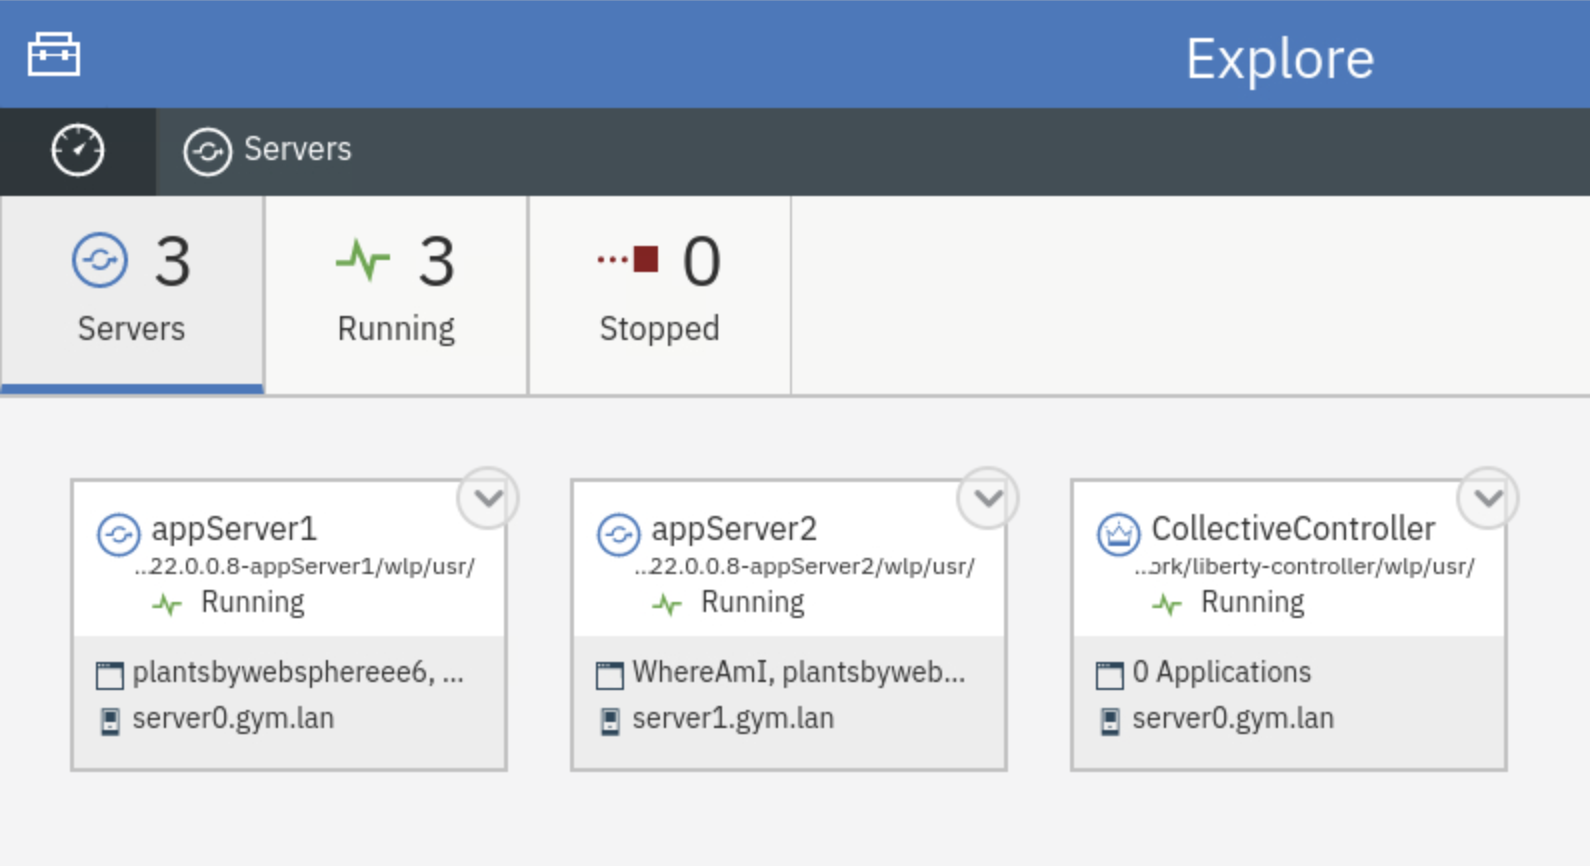 Explore
Servers
3
Servers
3
Running
0
Stopped
appServer1
...22.0.0.8-appServer1/wlp/usr/
Running
plantsbywebsphereee6, ...
server0.gym.lan
appServer2
...22.0.0.8-appServer2/wlp/usr/
Running
WhereAmI, plantsbyweb...
server1.gym.lan
CollectiveController
...ork/liberty-controller/wlp/usr/
Running
0 Applications
server0.gym.lan